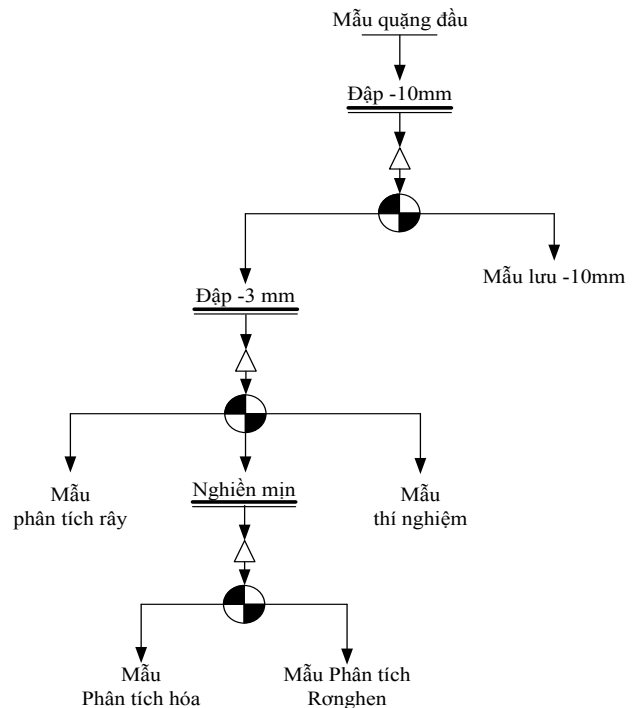 Mẫu quặng đầu
Đập -10mm
Mẫu lưu -10mm
Đập -3 mm
Mẫu
phân tích rây
Nghiền mịn
Mẫu
thí nghiệm
Mẫu
Phân tích hóa
Mẫu Phân tích
Rơnghen